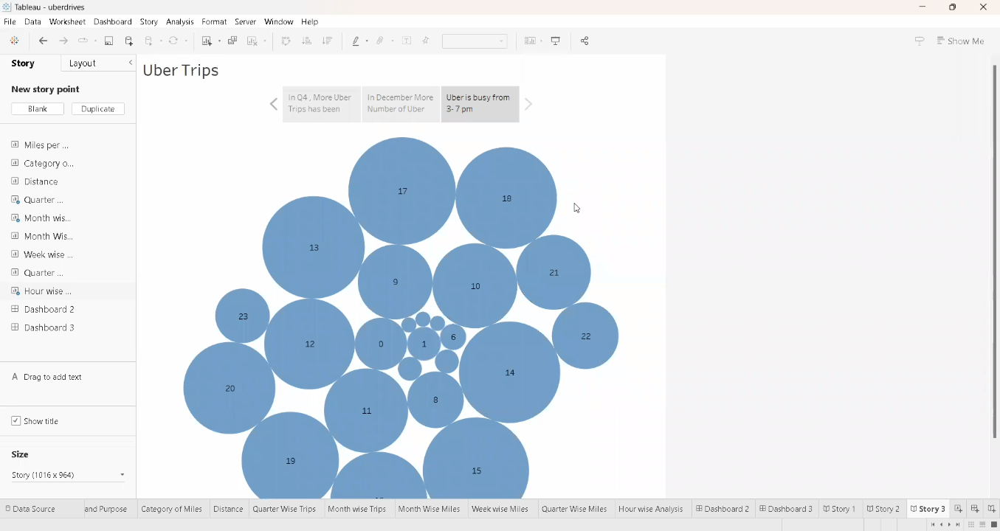 Tableau - uberdrives
File Data Worksheet Dashboard Story Analysis Format Server Window Help
Show Me
Story Layout
New story point
Blank Duplicate
Miles per ...
Category o...
Distance
Quarter ...
Month wis...
Month Wis...
Week wise ...
Quarter ...
Hour wise ...
Dashboard 2
Dashboard 3
A Drag to add text
Show title
Size
Story (1016 x 964)
Uber Trips
In Q4 , More Uber
Trips has been
In December More
Number of Uber
Uber is busy from
3- 7 pm
17
18
13
9
10
21
23
12
0
1
6
22
20
11
8
14
19
15
Data Source and Purpose Category of Miles Distance Quarter Wise Trips Month wise Trips Month Wise Miles Week wise Miles Quarter Wise Miles Hour wise Analysis Dashboard 2 Dashboard 3 Story 1 Story 2 Story 3